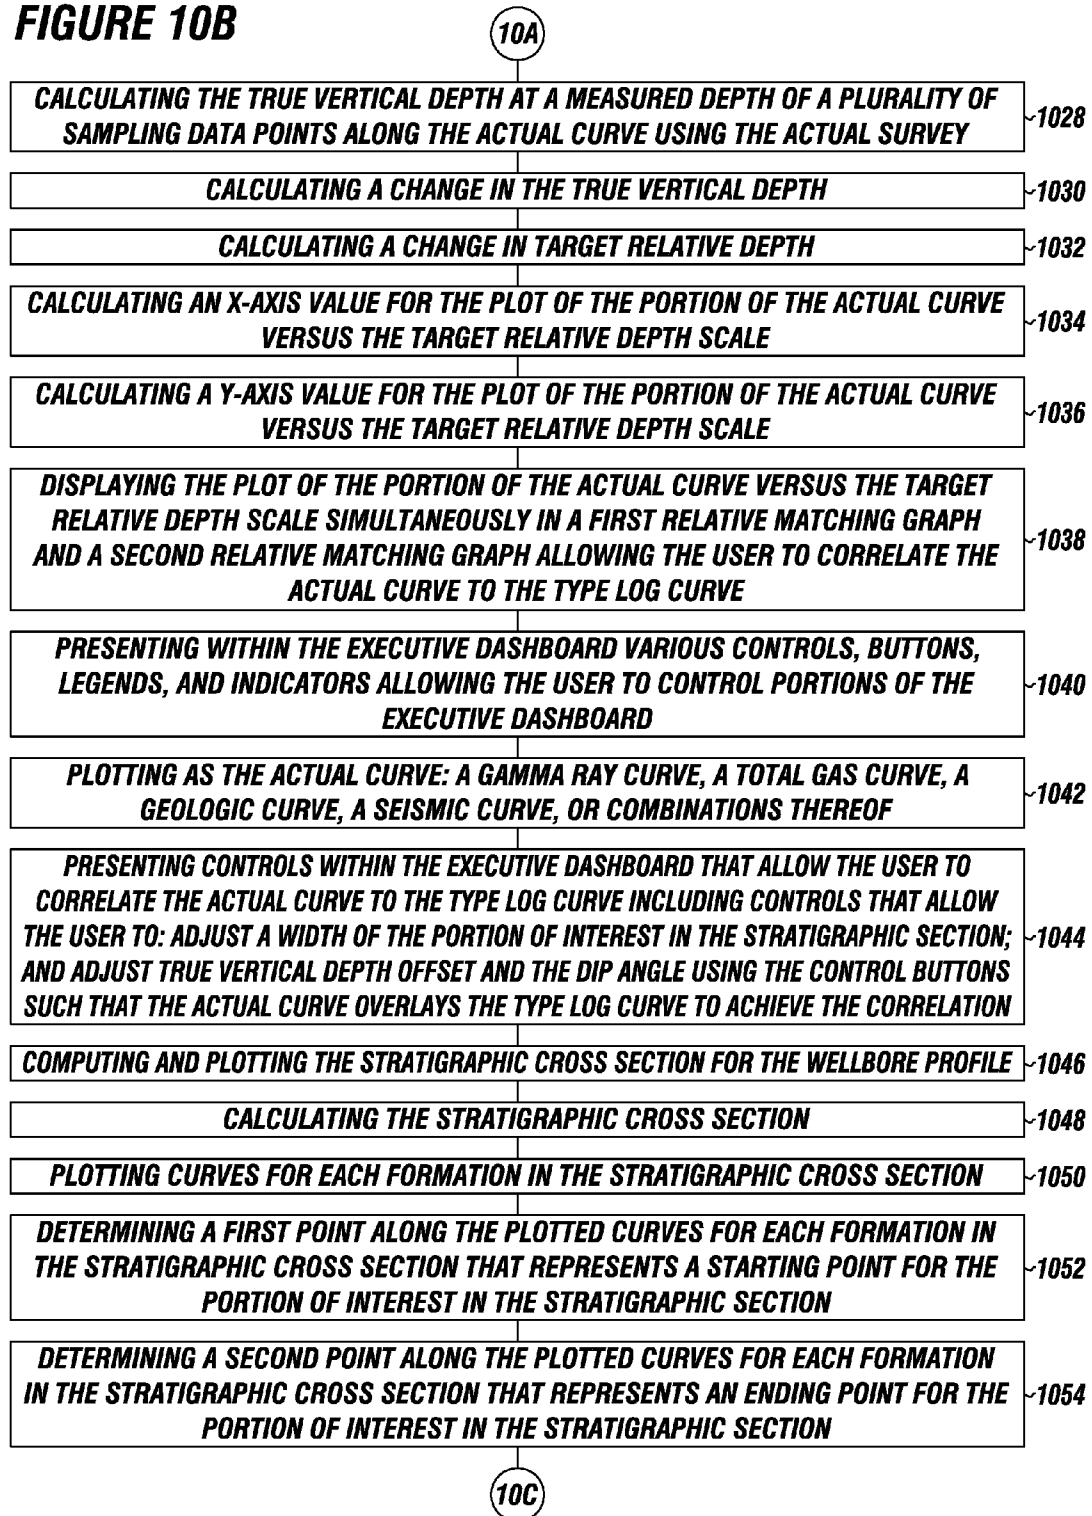 FIGURE 10B
10A
CALCULATING THE TRUE VERTICAL DEPTH AT A MEASURED DEPTH OF A PLURALITY OF
SAMPLING DATA POINTS ALONG THE ACTUAL CURVE USING THE ACTUAL SURVEY
1028
CALCULATING A CHANGE IN THE TRUE VERTICAL DEPTH
1030
CALCULATING A CHANGE IN TARGET RELATIVE DEPTH
1032
CALCULATING AN X-AXIS VALUE FOR THE PLOT OF THE PORTION OF THE ACTUAL CURVE
VERSUS THE TARGET RELATIVE DEPTH SCALE
1034
CALCULATING A Y-AXIS VALUE FOR THE PLOT OF THE PORTION OF THE ACTUAL CURVE
VERSUS THE TARGET RELATIVE DEPTH SCALE
1036
DISPLAYING THE PLOT OF THE PORTION OF THE ACTUAL CURVE VERSUS THE TARGET
RELATIVE DEPTH SCALE SIMULTANEOUSLY IN A FIRST RELATIVE MATCHING GRAPH
AND A SECOND RELATIVE MATCHING GRAPH ALLOWING THE USER TO CORRELATE THE
ACTUAL CURVE TO THE TYPE LOG CURVE
1038
PRESENTING WITHIN THE EXECUTIVE DASHBOARD VARIOUS CONTROLS, BUTTONS,
LEGENDS, AND INDICATORS ALLOWING THE USER TO CONTROL PORTIONS OF THE
EXECUTIVE DASHBOARD
1040
PLOTTING AS THE ACTUAL CURVE: A GAMMA RAY CURVE, A TOTAL GAS CURVE, A
GEOLOGIC CURVE, A SEISMIC CURVE, OR COMBINATIONS THEREOF
1042
PRESENTING CONTROLS WITHIN THE EXECUTIVE DASHBOARD THAT ALLOW THE USER TO
CORRELATE THE ACTUAL CURVE TO THE TYPE LOG CURVE INCLUDING CONTROLS THAT ALLOW
THE USER TO: ADJUST A WIDTH OF THE PORTION OF INTEREST IN THE STRATIGRAPHIC SECTION;
AND ADJUST TRUE VERTICAL DEPTH OFFSET AND THE DIP ANGLE USING THE CONTROL BUTTONS
SUCH THAT THE ACTUAL CURVE OVERLAYS THE TYPE LOG CURVE TO ACHIEVE THE CORRELATION
1044
COMPUTING AND PLOTTING THE STRATIGRAPHIC CROSS SECTION FOR THE WELLBORE PROFILE
1046
CALCULATING THE STRATIGRAPHIC CROSS SECTION
1048
PLOTTING CURVES FOR EACH FORMATION IN THE STRATIGRAPHIC CROSS SECTION
1050
DETERMINING A FIRST POINT ALONG THE PLOTTED CURVES FOR EACH FORMATION IN
THE STRATIGRAPHIC CROSS SECTION THAT REPRESENTS A STARTING POINT FOR THE
PORTION OF INTEREST IN THE STRATIGRAPHIC SECTION
1052
DETERMINING A SECOND POINT ALONG THE PLOTTED CURVES FOR EACH FORMATION
IN THE STRATIGRAPHIC CROSS SECTION THAT REPRESENTS AN ENDING POINT FOR THE
PORTION OF INTEREST IN THE STRATIGRAPHIC SECTION
1054
10C